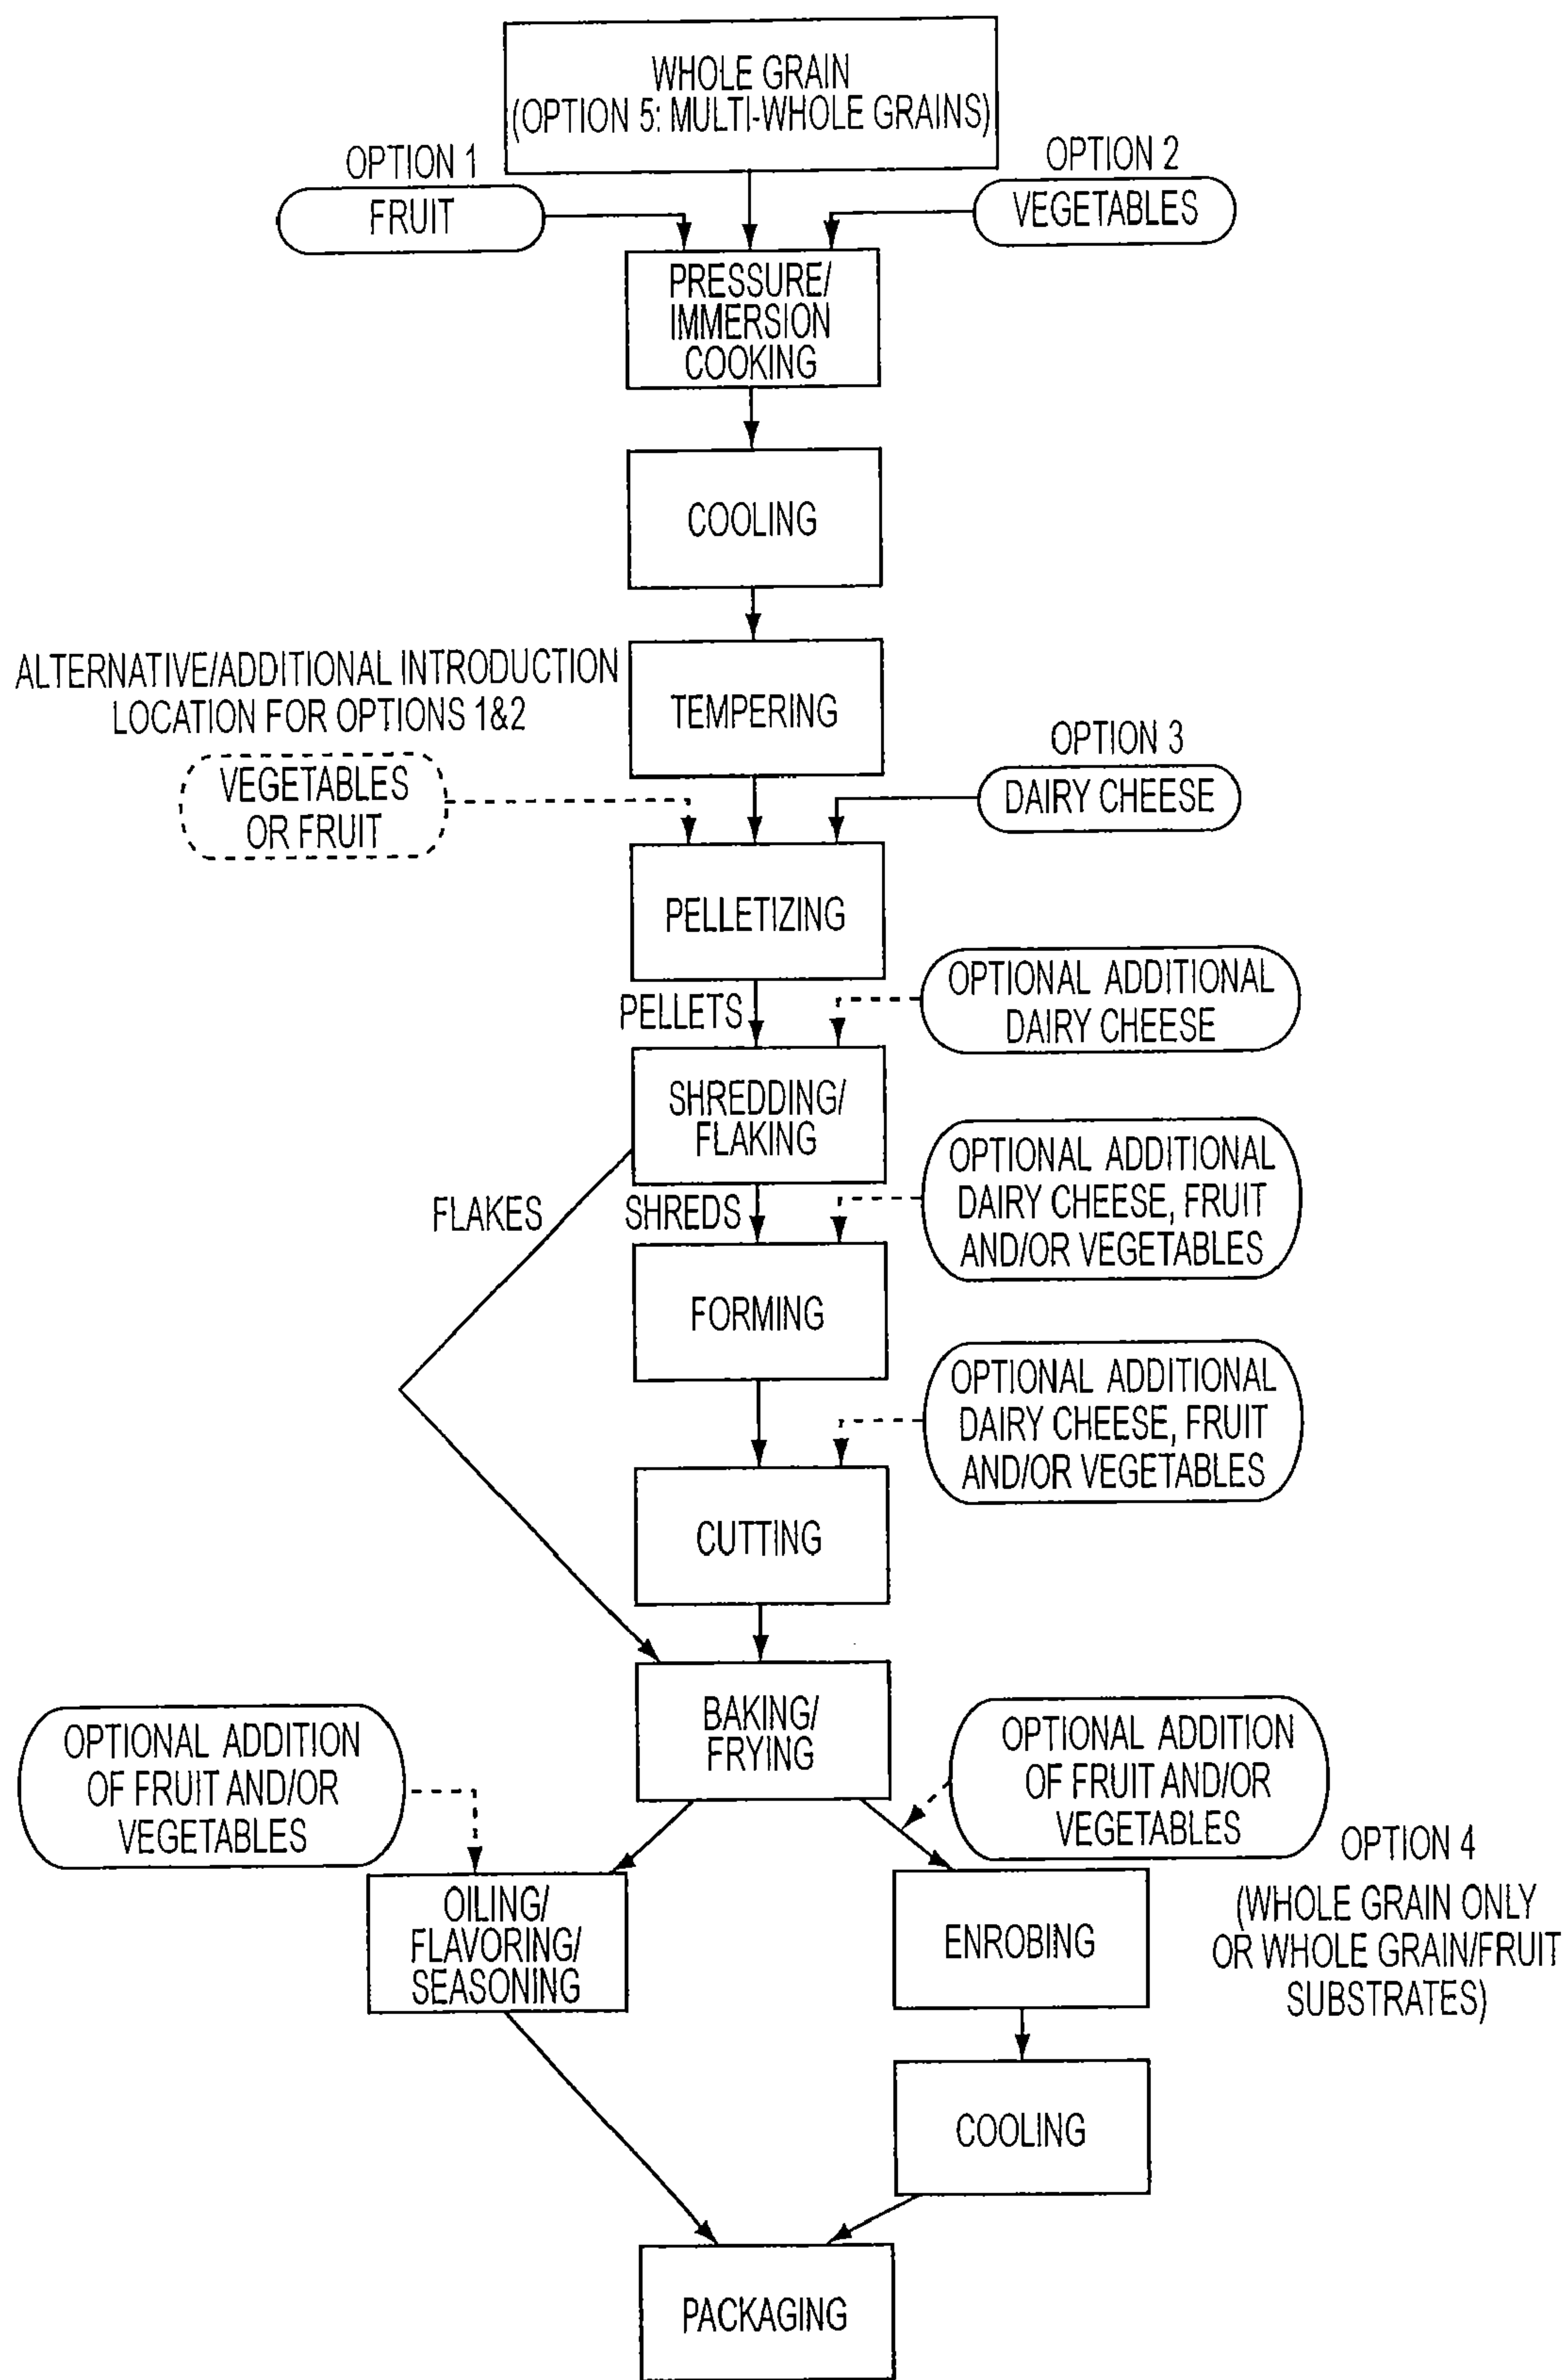 WHOLE GRAIN
(OPTION 5: MULTI-WHOLE GRAINS)
OPTION 1
FRUIT
OPTION 2
VEGETABLES
PRESSURE/
IMMERSION
COOKING
COOLING
TEMPERING
ALTERNATIVE/ADDITIONAL INTRODUCTION
LOCATION FOR OPTIONS 1&2
VEGETABLES
OR FRUIT
OPTION 3
DAIRY CHEESE
PELLETIZING
PELLETS
OPTIONAL ADDITIONAL
DAIRY CHEESE
SHREDDING/
FLAKING
FLAKES
SHREDS
OPTIONAL ADDITIONAL
DAIRY CHEESE, FRUIT
AND/OR VEGETABLES
FORMING
OPTIONAL ADDITIONAL
DAIRY CHEESE, FRUIT
AND/OR VEGETABLES
CUTTING
BAKING/
FRYING
OPTIONAL ADDITION
OF FRUIT AND/OR
VEGETABLES
OPTIONAL ADDITION
OF FRUIT AND/OR
VEGETABLES
OILING/
FLAVORING/
SEASONING
ENROBING
OPTION 4
(WHOLE GRAIN ONLY
OR WHOLE GRAIN/FRUIT
SUBSTRATES)
COOLING
PACKAGING